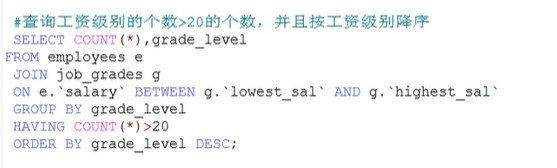 #查询工资级别的个数>20的个数，并且按工资级别降序
SELECT COUNT(*),grade_level
FROM employees e
JOIN job_grades g
ON e.`salary` BETWEEN g.`lowest_sal` AND g.`highest_sal`
GROUP BY grade_level
HAVING COUNT(*)>20
ORDER BY grade_level DESC;